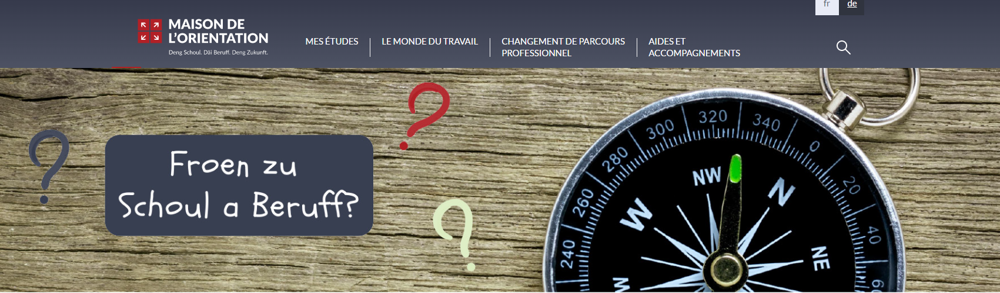 fr
de
MAISON DE
L'ORIENTATION
Deng Schoul. Däi Beruff. Deng Zukunft.
MES ÉTUDES
LE MONDE DU TRAVAIL
CHANGEMENT DE PARCOURS
PROFESSIONNEL
AIDES ET
ACCOMPAGNEMENTS
?
?
Froen zu
Schoul a Beruff?
?
240
260
280
300
320
340
0
20
40
W
NW
N
NE